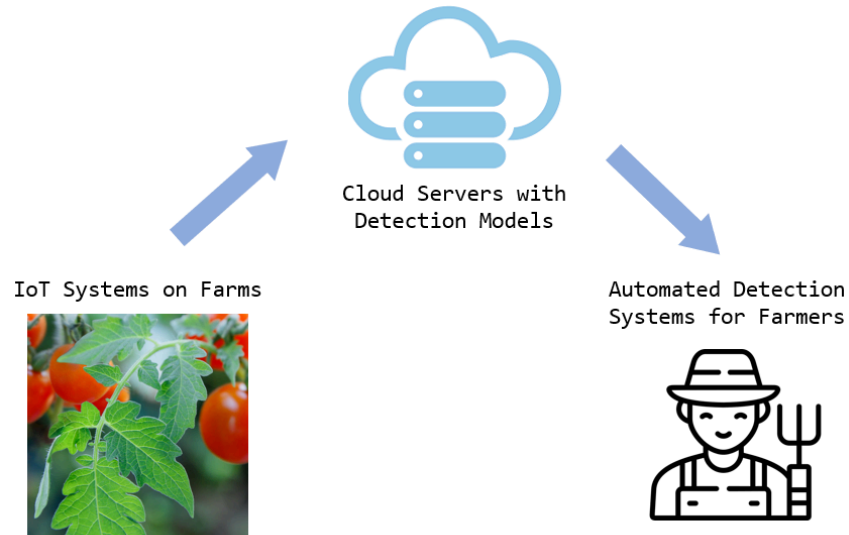 Cloud Servers with
Detection Models
IoT Systems on Farms
Automated Detection
Systems for Farmers